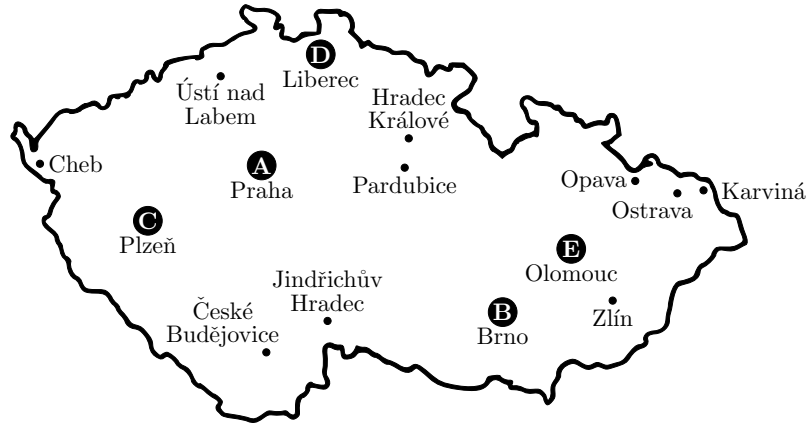 D
Liberec
Ústí nad
Labem
Hradec
Králové
Cheb
A
Praha
Pardubice
Opava
Ostrava
Karviná
C
Plzeň
E
Olomouc
Jindřichův
Hradec
České
Budějovice
B
Brno
Zlín